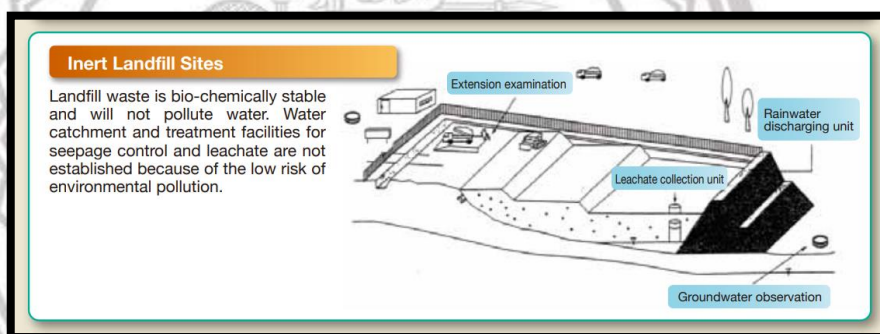 Inert Landfill Sites
Landfill waste is bio-chemically stable
and will not pollute water. Water
catchment and treatment facilities for
seepage control and leachate are not
established because of the low risk of
environmental pollution.
Extension examination
Rainwater
discharging unit
Leachate collection unit
Groundwater observation